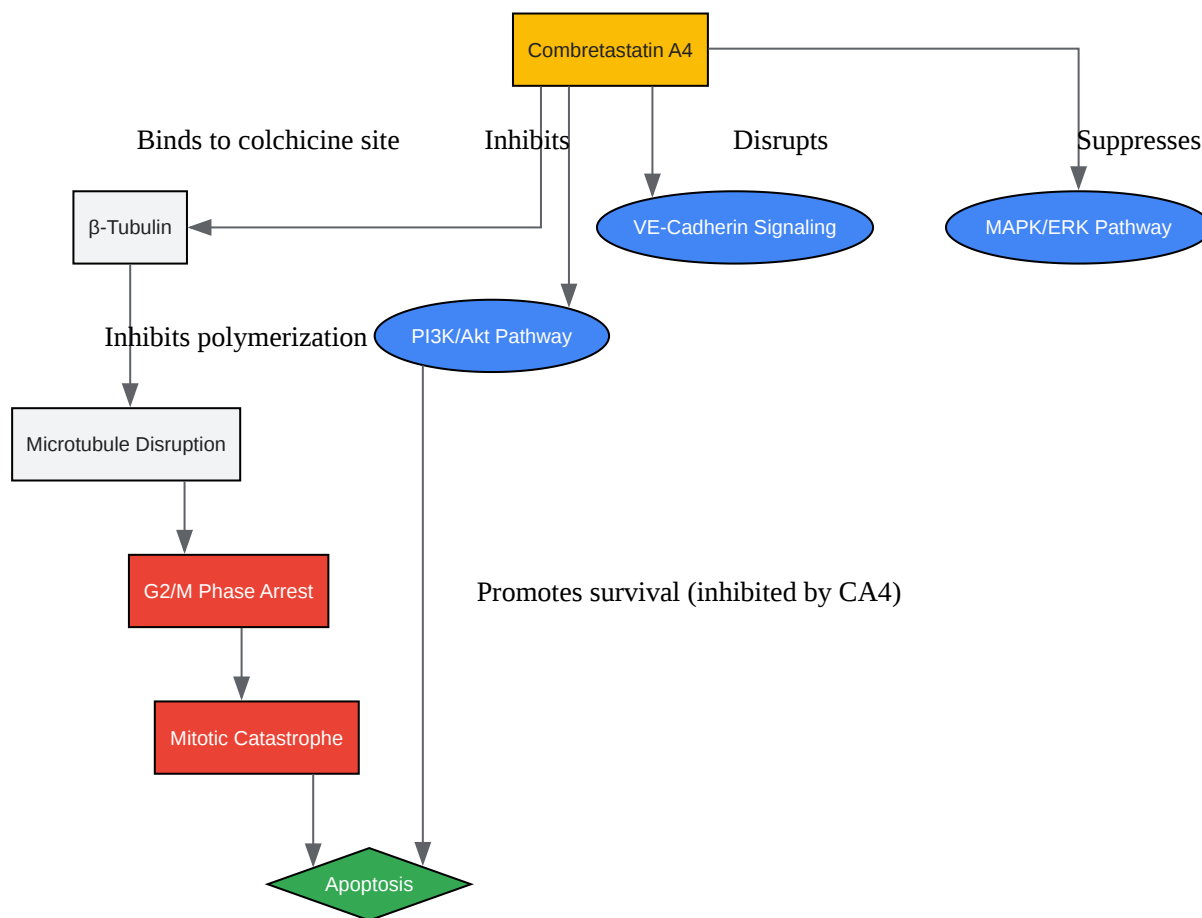 Combretastatin A4
Binds to colchicine site
Inhibits
Disrupts
Suppresses
β-Tubulin
VE-Cadherin Signaling
MAPK/ERK Pathway
Inhibits polymerization
PI3K/Akt Pathway
Microtubule Disruption
G2/M Phase Arrest
Promotes survival (inhibited by CA4)
Mitotic Catastrophe
Apoptosis